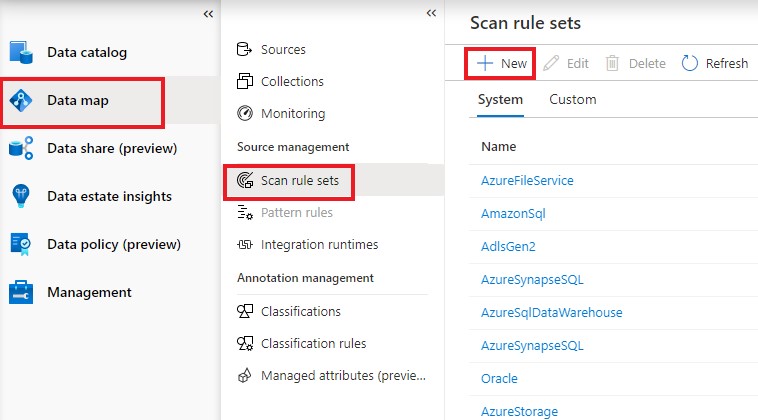 Data catalog
Data map
Data share (preview)
Data estate insights
Data policy (preview)
Management
Sources
Collections
Monitoring
Source management
Scan rule sets
Pattern rules
Integration runtimes
Annotation management
Classifications
Classification rules
Managed attributes (previe...
Scan rule sets
New Edit Delete Refresh
System Custom
Name
AzureFileService
AmazonSql
AdlsGen2
AzureSynapseSQL
AzureSqlDataWarehouse
AzureSynapseSQL
Oracle
AzureStorage